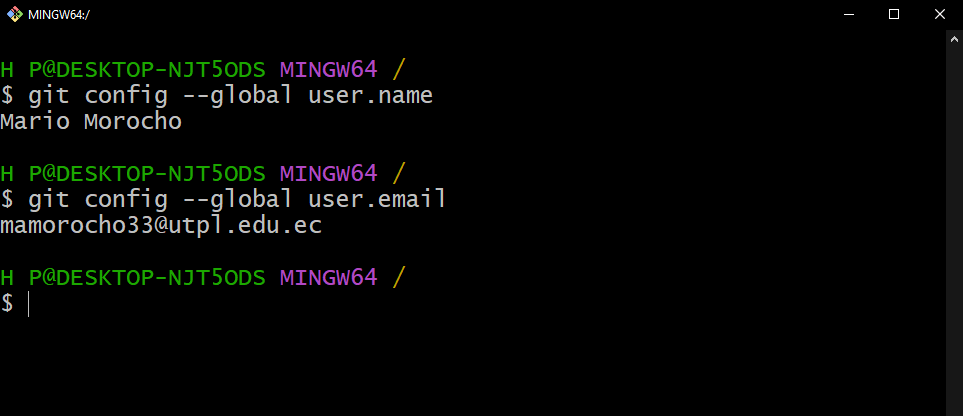 MINGW64:/
H P@DESKTOP-NJT5ODS MINGW64 /
$ git config --global user.name
Mario Morocho
H P@DESKTOP-NJT5ODS MINGW64 /
$ git config --global user.email
mamorocho33@utpl.edu.ec
H P@DESKTOP-NJT5ODS MINGW64 /
$